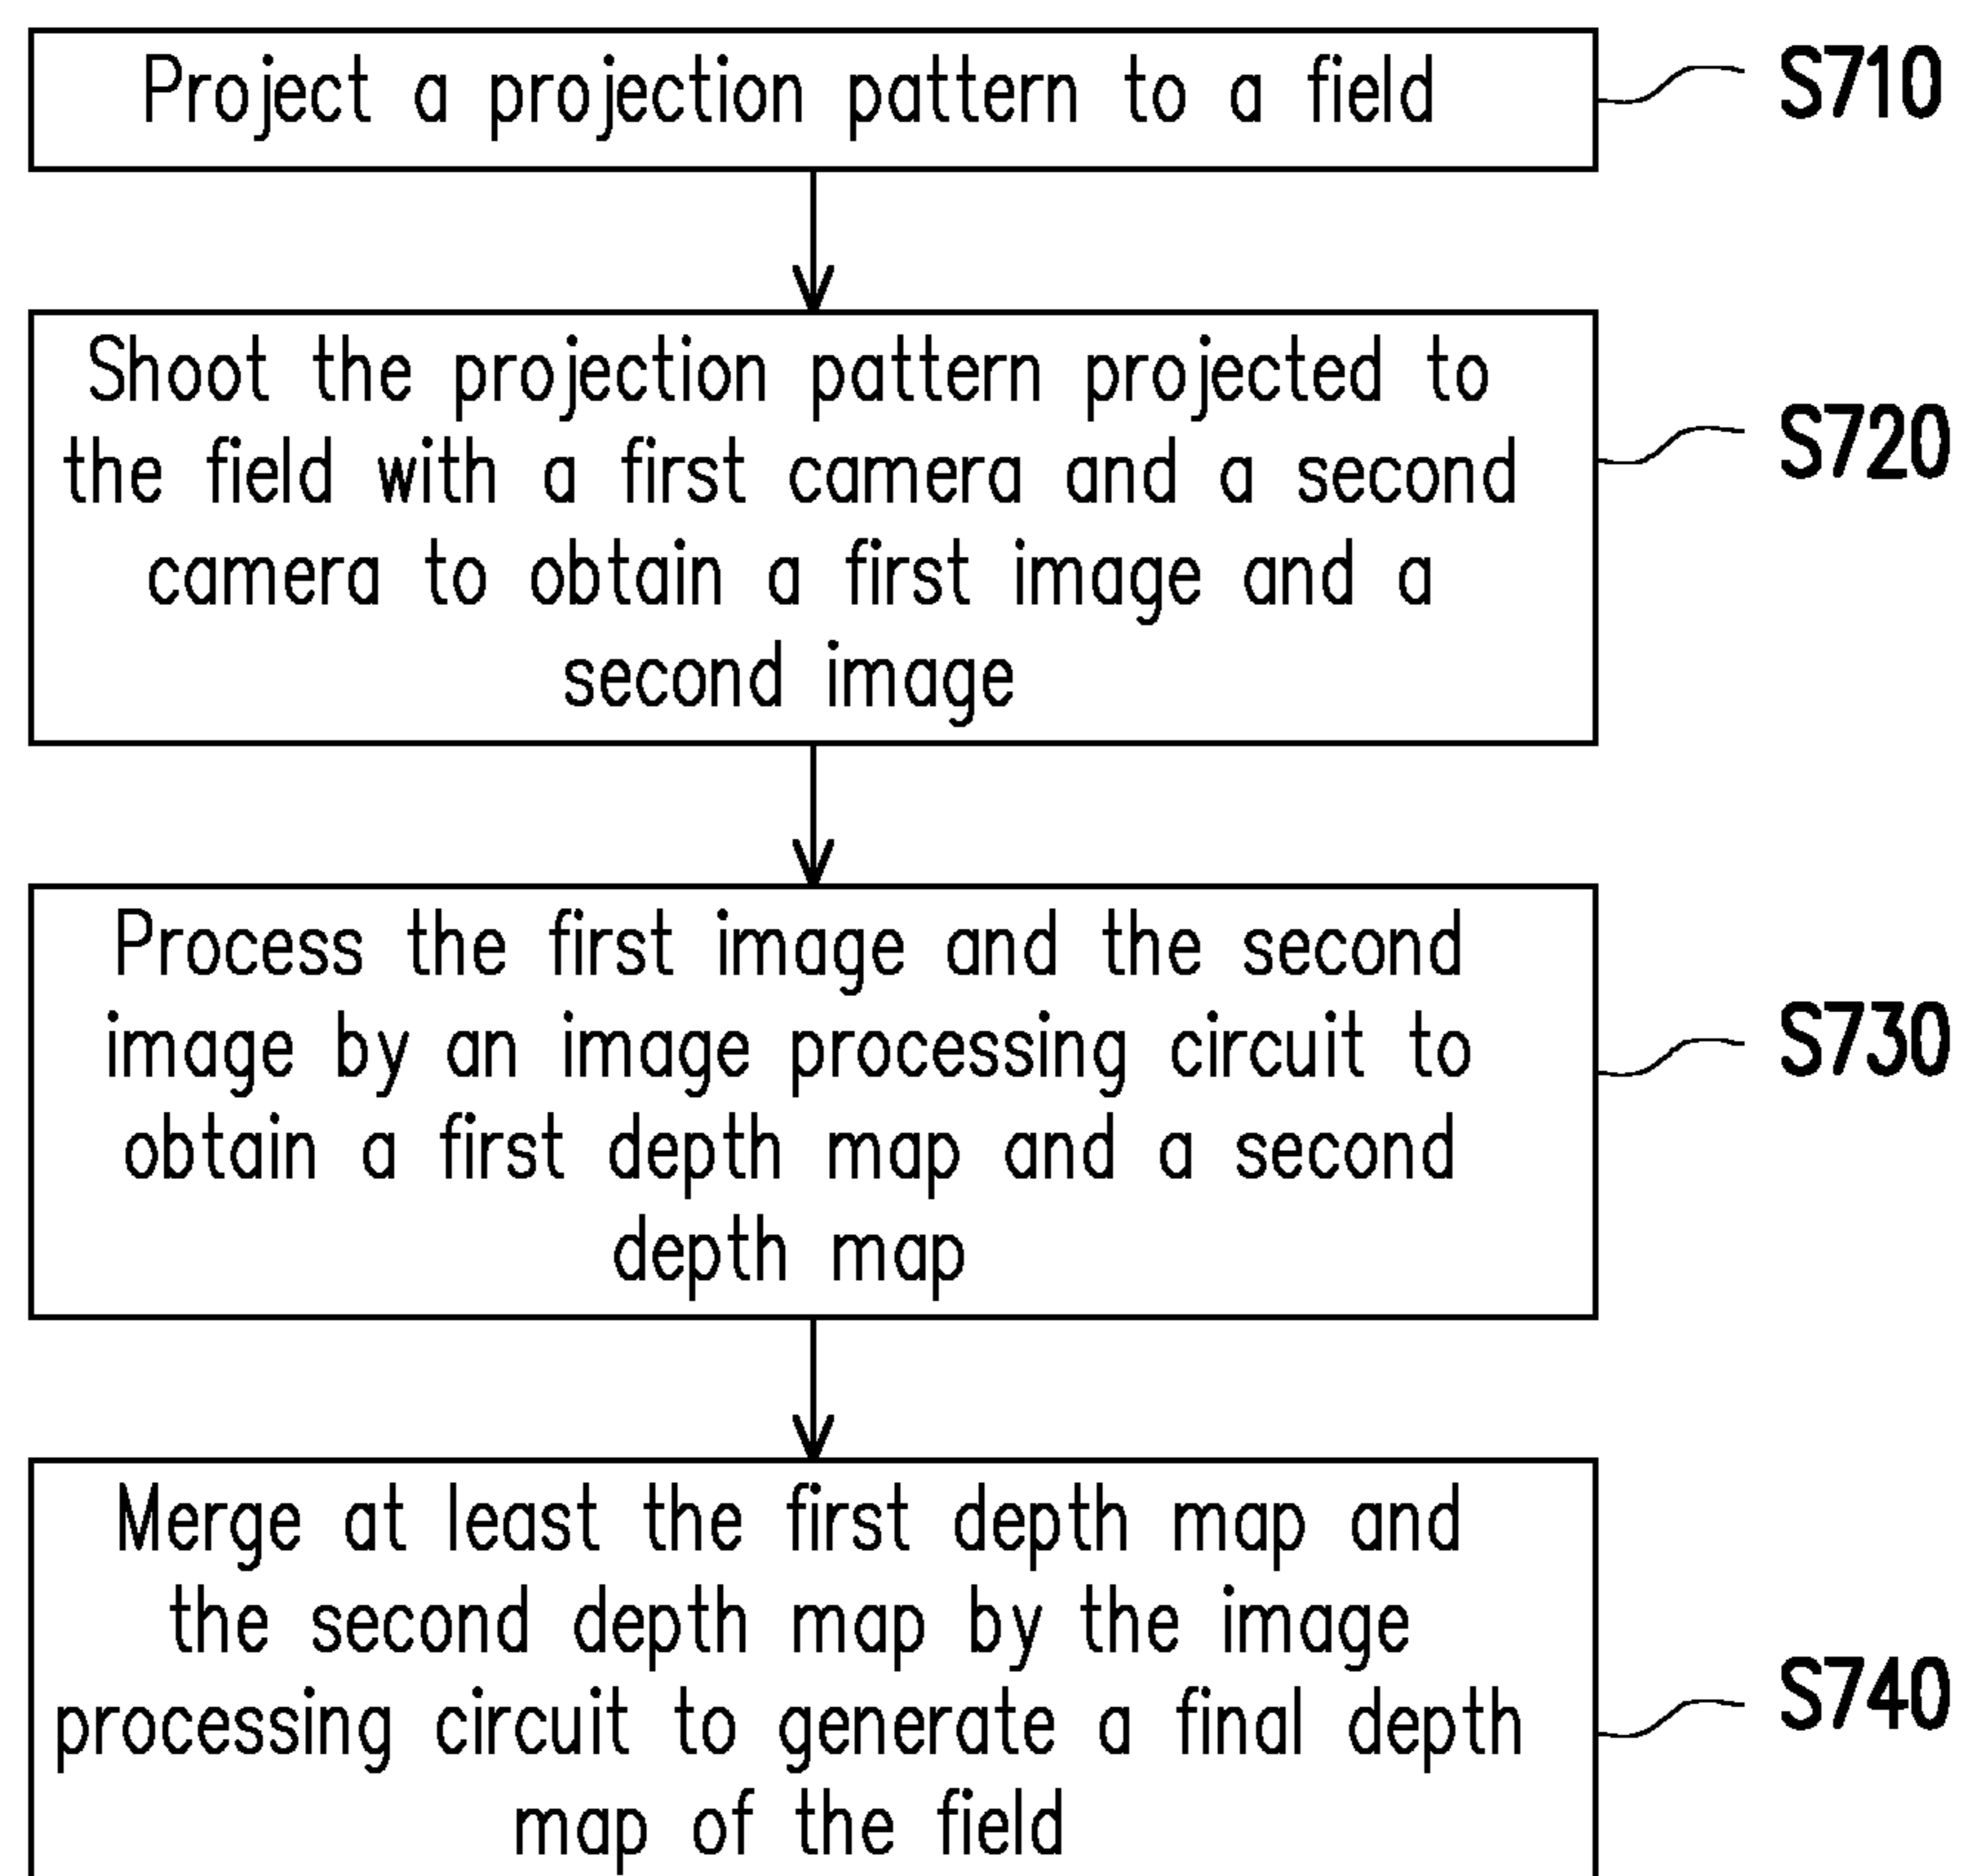 Project a projection pattern to a field
S710
Shoot the projection pattern projected to
the field with a first camera and a second
camera to obtain a first image and a
second image
S720
Process the first image and the second
image by an image processing circuit to
obtain a first depth map and a second
depth map
S730
Merge at least the first depth map and
the second depth map by the image
processing circuit to generate a final depth
map of the field
S740